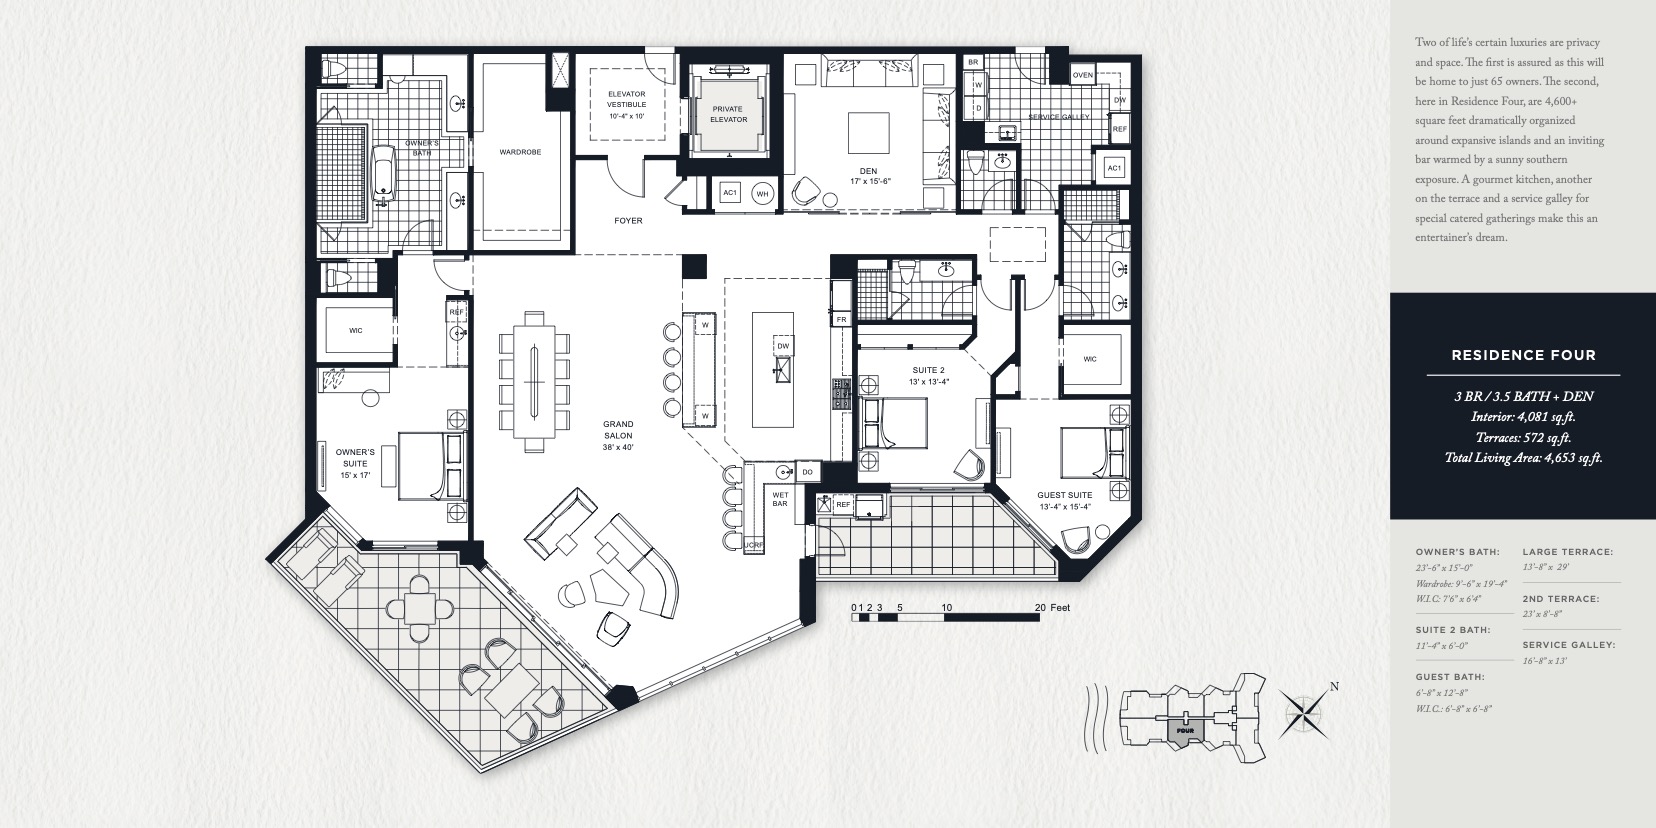 OWNER'S
BATH
WARDROBE
ELEVATOR
VESTIBULE
10'-4" x 10'
PRIVATE
ELEVATOR
AC1
WH
FOYER
DEN
17' x 15'-6"
BR
W
D
OVEN
DW
REF
SERVICE GALLEY
AC1
WIC
REF
OWNER'S
SUITE
15' x 17'
GRAND
SALON
38' x 40'
W
W
DW
FR
DO
WET
BAR
UCRF
REF
SUITE 2
13' x 13'-4"
WIC
GUEST SUITE
13'-4" x 15'-4"
0 1 2 3 5 10 20 Feet
FOUR
N
Two of life's certain luxuries are privacy
and space. The first is assured as this will
be home to just 65 owners. The second,
here in Residence Four, are 4,600+
square feet dramatically organized
around expansive islands and an inviting
bar warmed by a sunny southern
exposure. A gourmet kitchen, another
on the terrace and a service galley for
special catered gatherings make this an
entertainer's dream.
RESIDENCE FOUR
3 BR / 3.5 BATH + DEN
Interior: 4,081 sq.ft.
Terraces: 572 sq.ft.
Total Living Area: 4,653 sq.ft.
OWNER'S BATH:
23'-6" x 15'-0"
Wardrobe: 9'-6" x 19'-4"
W.I.C: 7'6" x 6'4"
SUITE 2 BATH:
11'-4" x 6'-0"
GUEST BATH:
6'-8" x 12'-8"
W.I.C.: 6'-8" x 6'-8"
LARGE TERRACE:
13'-8" x 29'
2ND TERRACE:
23' x 8'-8"
SERVICE GALLEY:
16'-8" x 13'